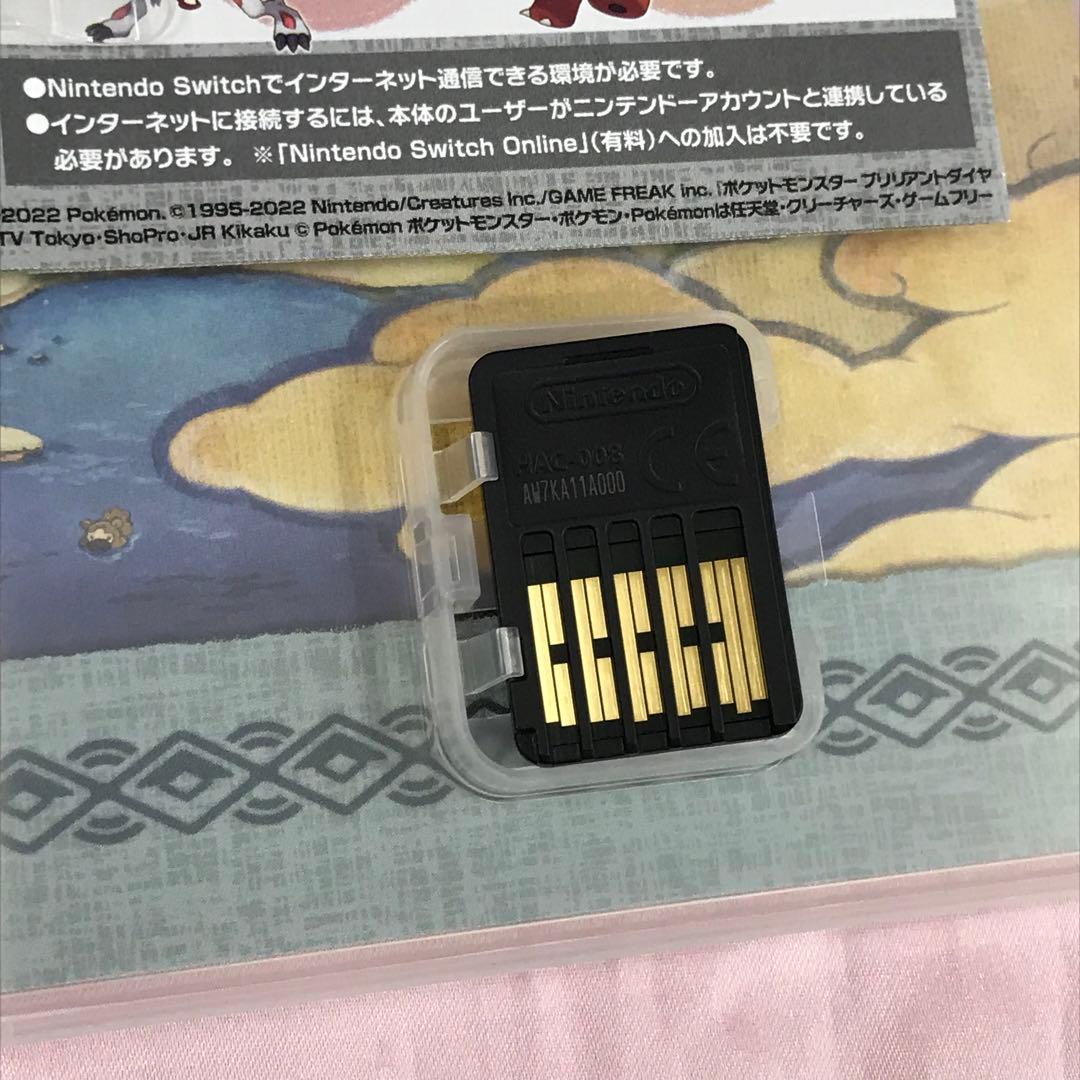 ●Nintendo Switchでインターネット通信できる環境が必要です。
●インターネットに接続するには、本体のユーザーがニンテンドーアカウントと連携している
必要があります。 ※「Nintendo Switch Online」(有料)への加入は不要です。
2022 Pokémon. ©1995-2022 Nintendo/Creatures Inc./GAME FREAK inc. 『ポケットモンスター ブリリアントダイヤ
TV Tokyo・ShoPro・JR Kikaku © Pokémon ポケットモンスター・ポケモン・Pokémonは任天堂・クリーチャーズ・ゲームフリー
Nintendo
HAC-008
CE
AW7KA11A000